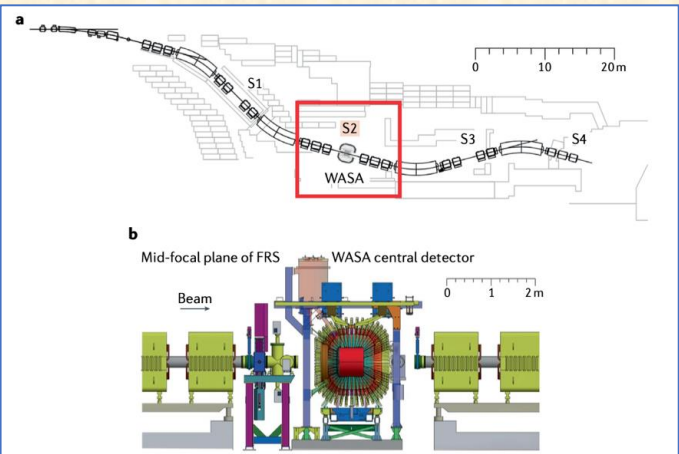 a
0 10 20 m
S1
S2
S3
S4
WASA
b
Mid-focal plane of FRS WASA central detector
Beam
0 1 2 m